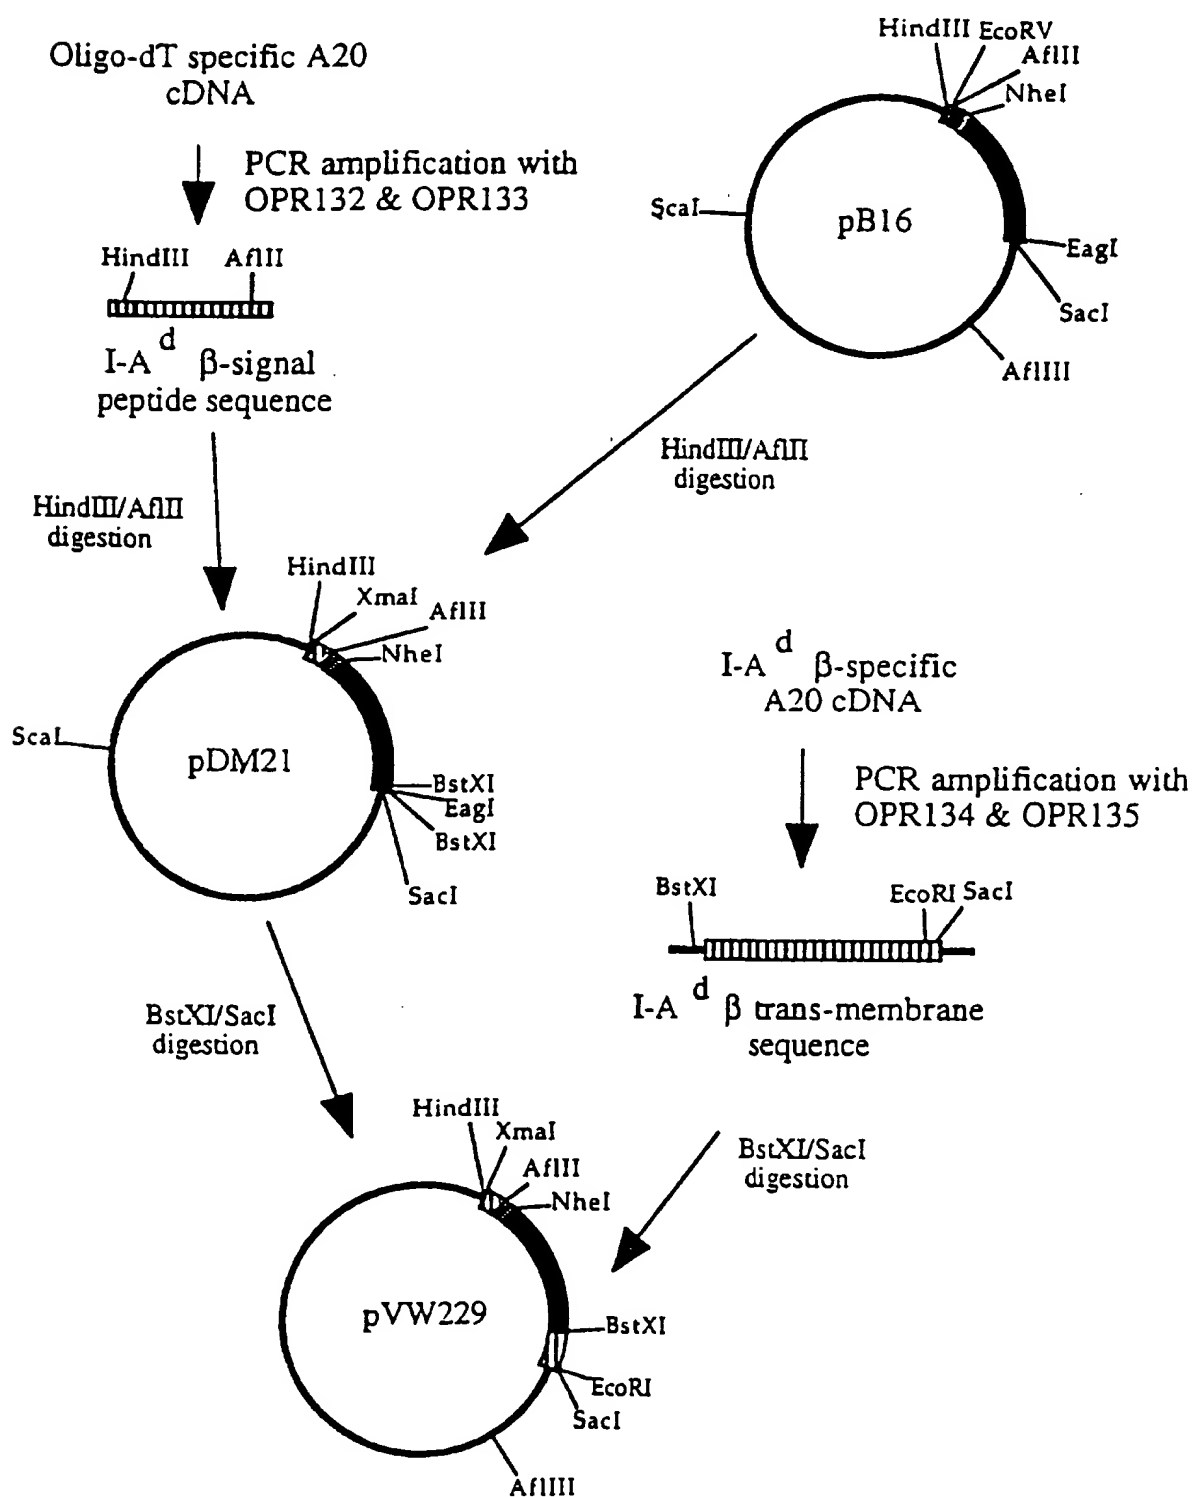 Oligo-dT specific A20
cDNA
PCR amplification with
OPR132 & OPR133
HindIII AflII
I-A d β-signal
peptide sequence
HindIII/AflII
digestion
HindIII EcoRV
AflII
NheI
ScaI
pB16
EagI
SacI
AflIII
HindIII/AflII
digestion
HindIII
XmaI
AflII
NheI
ScaI
pDM21
BstXI
EagI
BstXI
SacI
I-A d β-specific
A20 cDNA
PCR amplification with
OPR134 & OPR135
BstXI
EcoRI SacI
I-A d β trans-membrane
sequence
BstXI/SacI
digestion
BstXI/SacI
digestion
HindIII
XmaI
AflII
NheI
pVW229
BstXI
EcoRI
SacI
AflIII